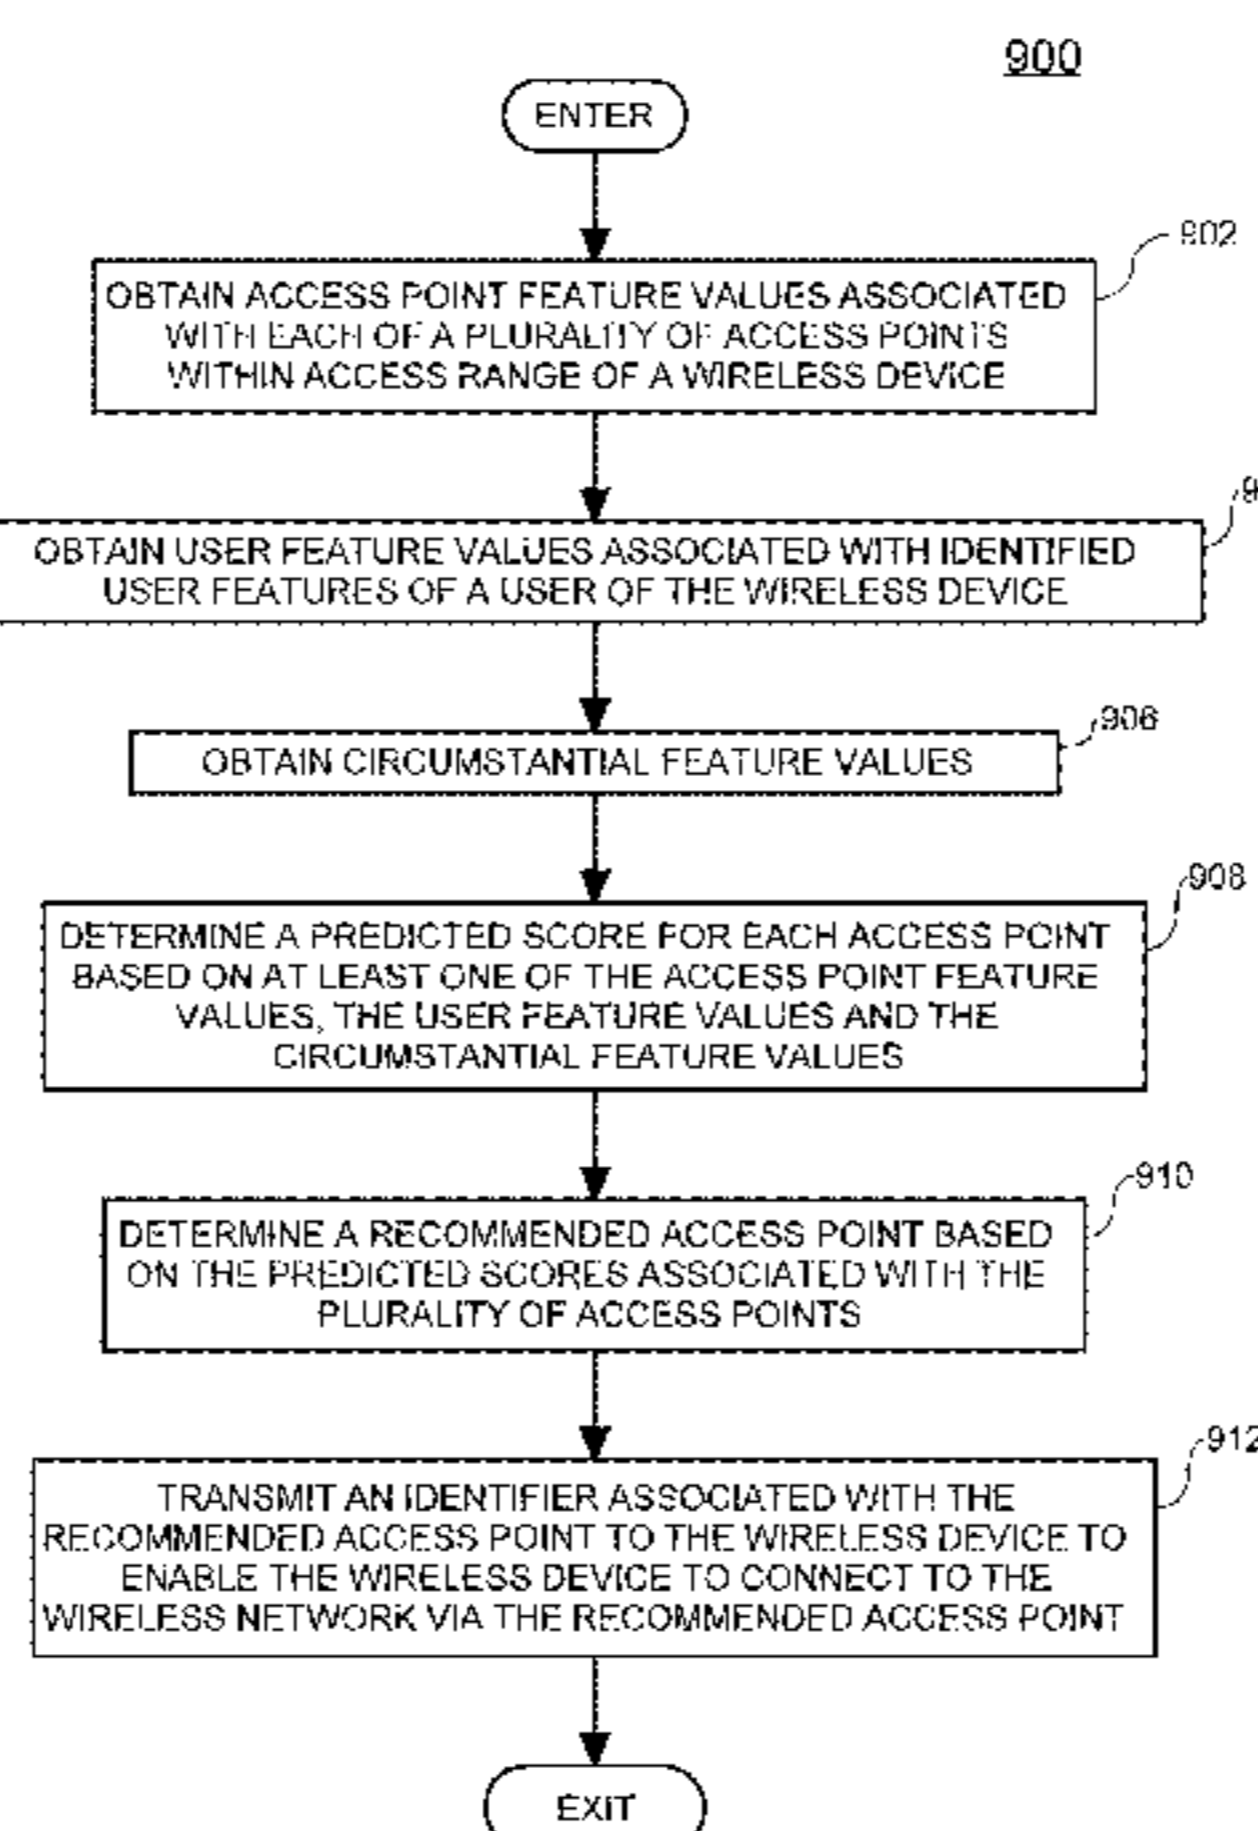 900
ENTER
902
OBTAIN ACCESS POINT FEATURE VALUES ASSOCIATED
WITH EACH OF A PLURALITY OF ACCESS POINTS
WITHIN ACCESS RANGE OF A WIRELESS DEVICE
OBTAIN USER FEATURE VALUES ASSOCIATED WITH IDENTIFIED
USER FEATURES OF A USER OF THE WIRELESS DEVICE
906
OBTAIN CIRCUMSTANTIAL FEATURE VALUES
908
DETERMINE A PREDICTED SCORE FOR EACH ACCESS POINT
BASED ON AT LEAST ONE OF THE ACCESS POINT FEATURE
VALUES, THE USER FEATURE VALUES AND THE
CIRCUMSTANTIAL FEATURE VALUES
910
DETERMINE A RECOMMENDED ACCESS POINT BASED
ON THE PREDICTED SCORES ASSOCIATED WITH THE
PLURALITY OF ACCESS POINTS
912
TRANSMIT AN IDENTIFIER ASSOCIATED WITH THE
RECOMMENDED ACCESS POINT TO THE WIRELESS DEVICE TO
ENABLE THE WIRELESS DEVICE TO CONNECT TO THE
WIRELESS NETWORK VIA THE RECOMMENDED ACCESS POINT
EXIT